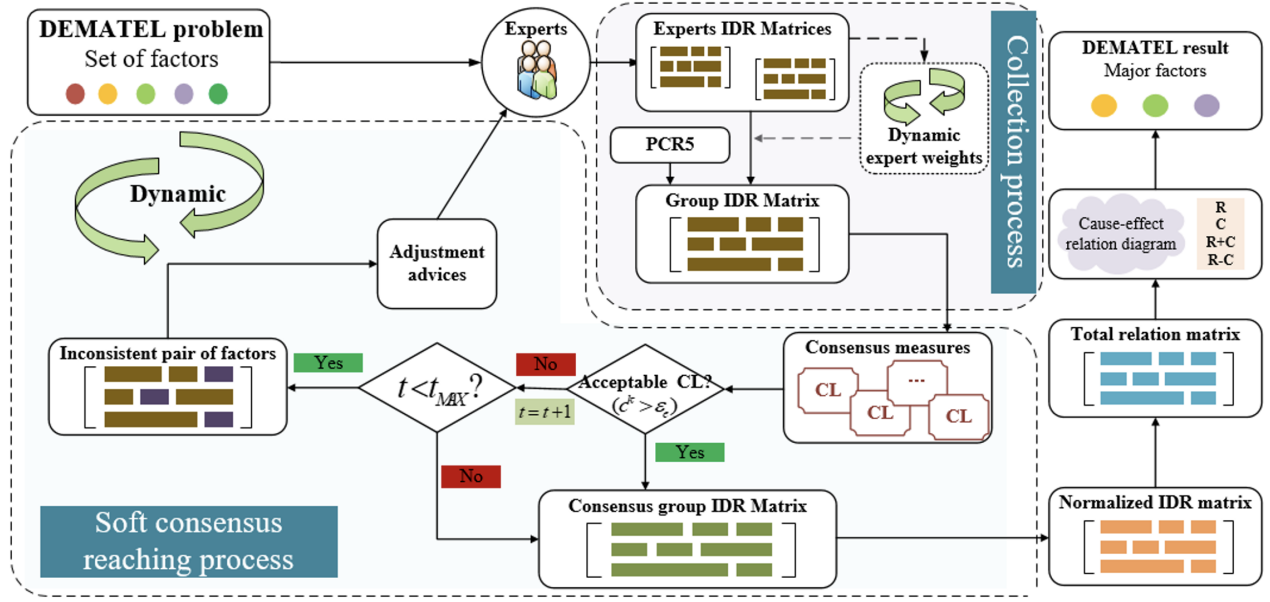 DEMATEL problem
Set of factors
Experts
Experts IDR Matrices
Dynamic
expert weights
PCR5
Group IDR Matrix
Collection process
DEMATEL result
Major factors
Cause-effect
relation diagram
R
C
R+C
R-C
Total relation matrix
Normalized IDR matrix
Dynamic
Adjustment
advices
Inconsistent pair of factors
Yes
t<t_MAX?
No
t=t+1
Acceptable CL?
(c^k>ε_c)
Consensus measures
CL
...
CL
CL
No
Yes
Consensus group IDR Matrix
Soft consensus
reaching process